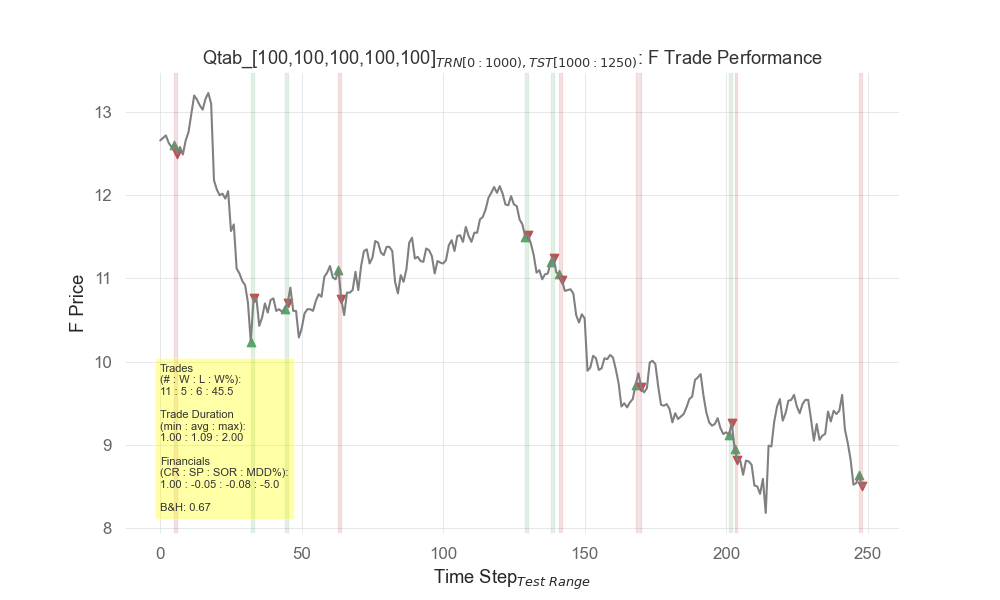 Qtab_[100,100,100,100,100]TRN[0 : 1000), TST[1000 : 1250): F Trade Performance
13
12
11
10
9
8
F Price
Trades
(# : W : L : W%):
11 : 5 : 6 : 45.5
Trade Duration
(min : avg : max):
1.00 : 1.09 : 2.00
Financials
(CR : SP : SOR : MDD%):
1.00 : -0.05 : -0.08 : -5.0
B&H: 0.67
0 50 100 150 200 250
Time StepTest Range